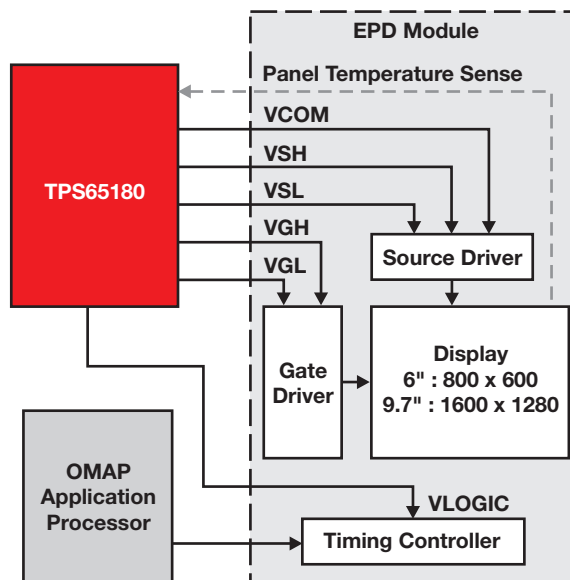 EPD Module
Panel Temperature Sense
VCOM
VSH
TPS65180
VSL
VGH
VGL
Source Driver
Gate
Driver
Display
6" : 800 x 600
9.7" : 1600 x 1280
OMAP
Application
Processor
VLOGIC
Timing Controller